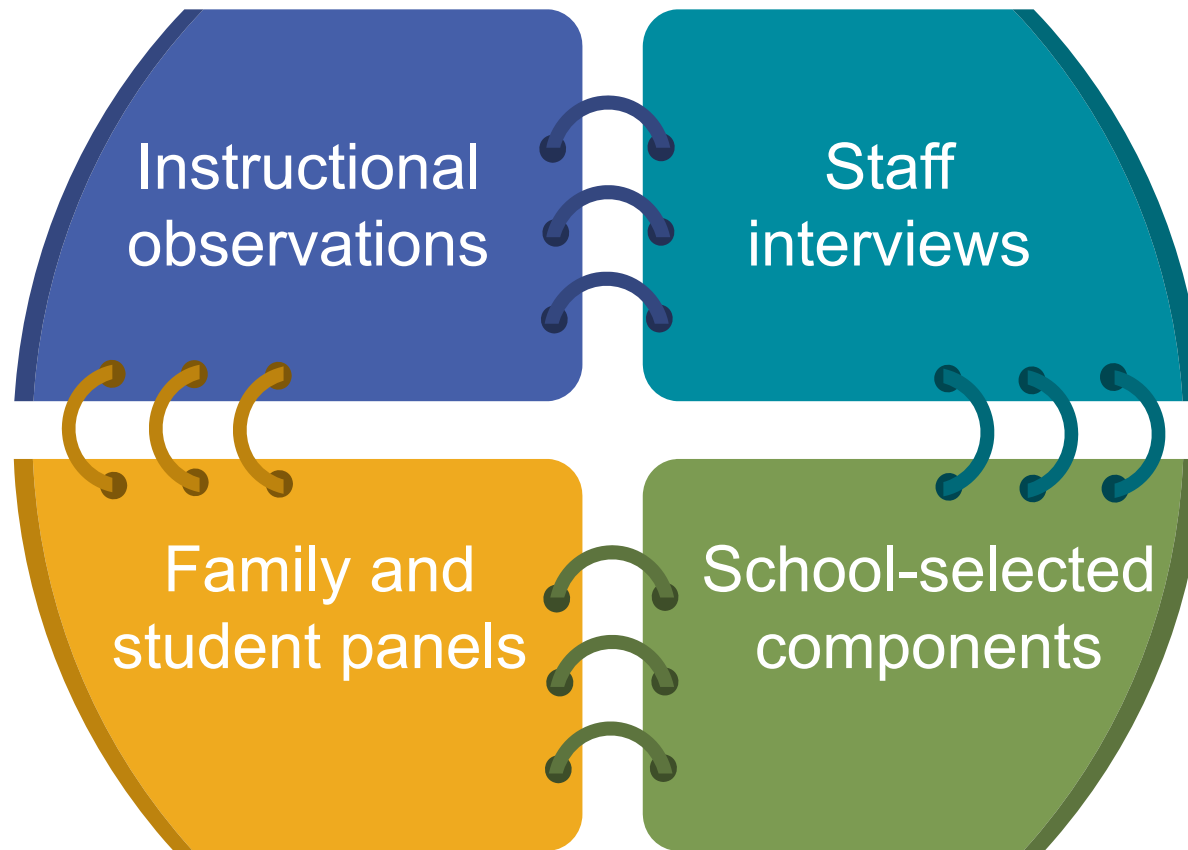 Instructional
observations
Staff
interviews
Family and
student panels
School-selected
components